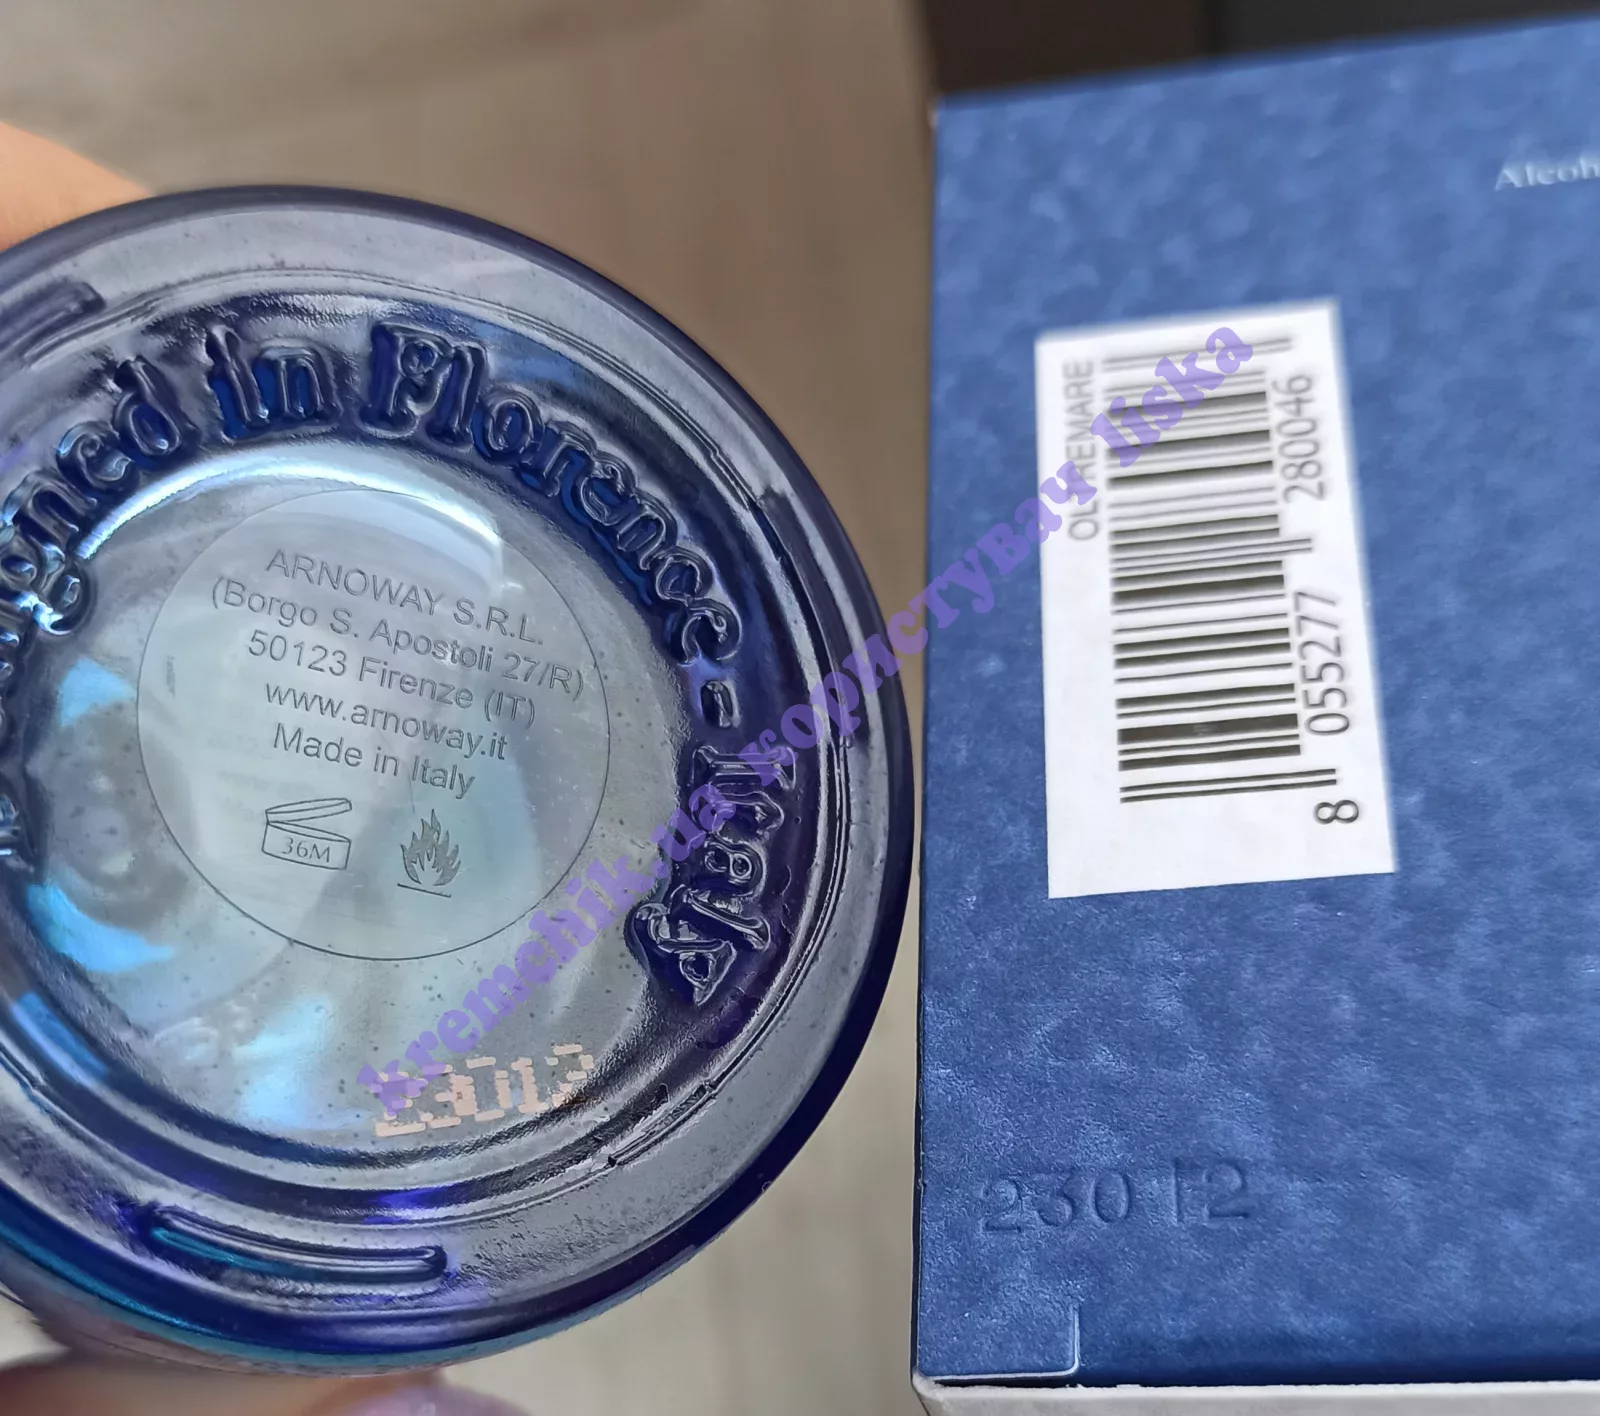 Designed in Florence - Italy
ARNOWAY S.R.L.
(Borgo S. Apostoli 27/R)
50123 Firenze (IT)
www.arnoway.it
Made in Italy
36M
23012
kremchik.ua користувач liska
OLTREMARE
8 055277 280046
23012